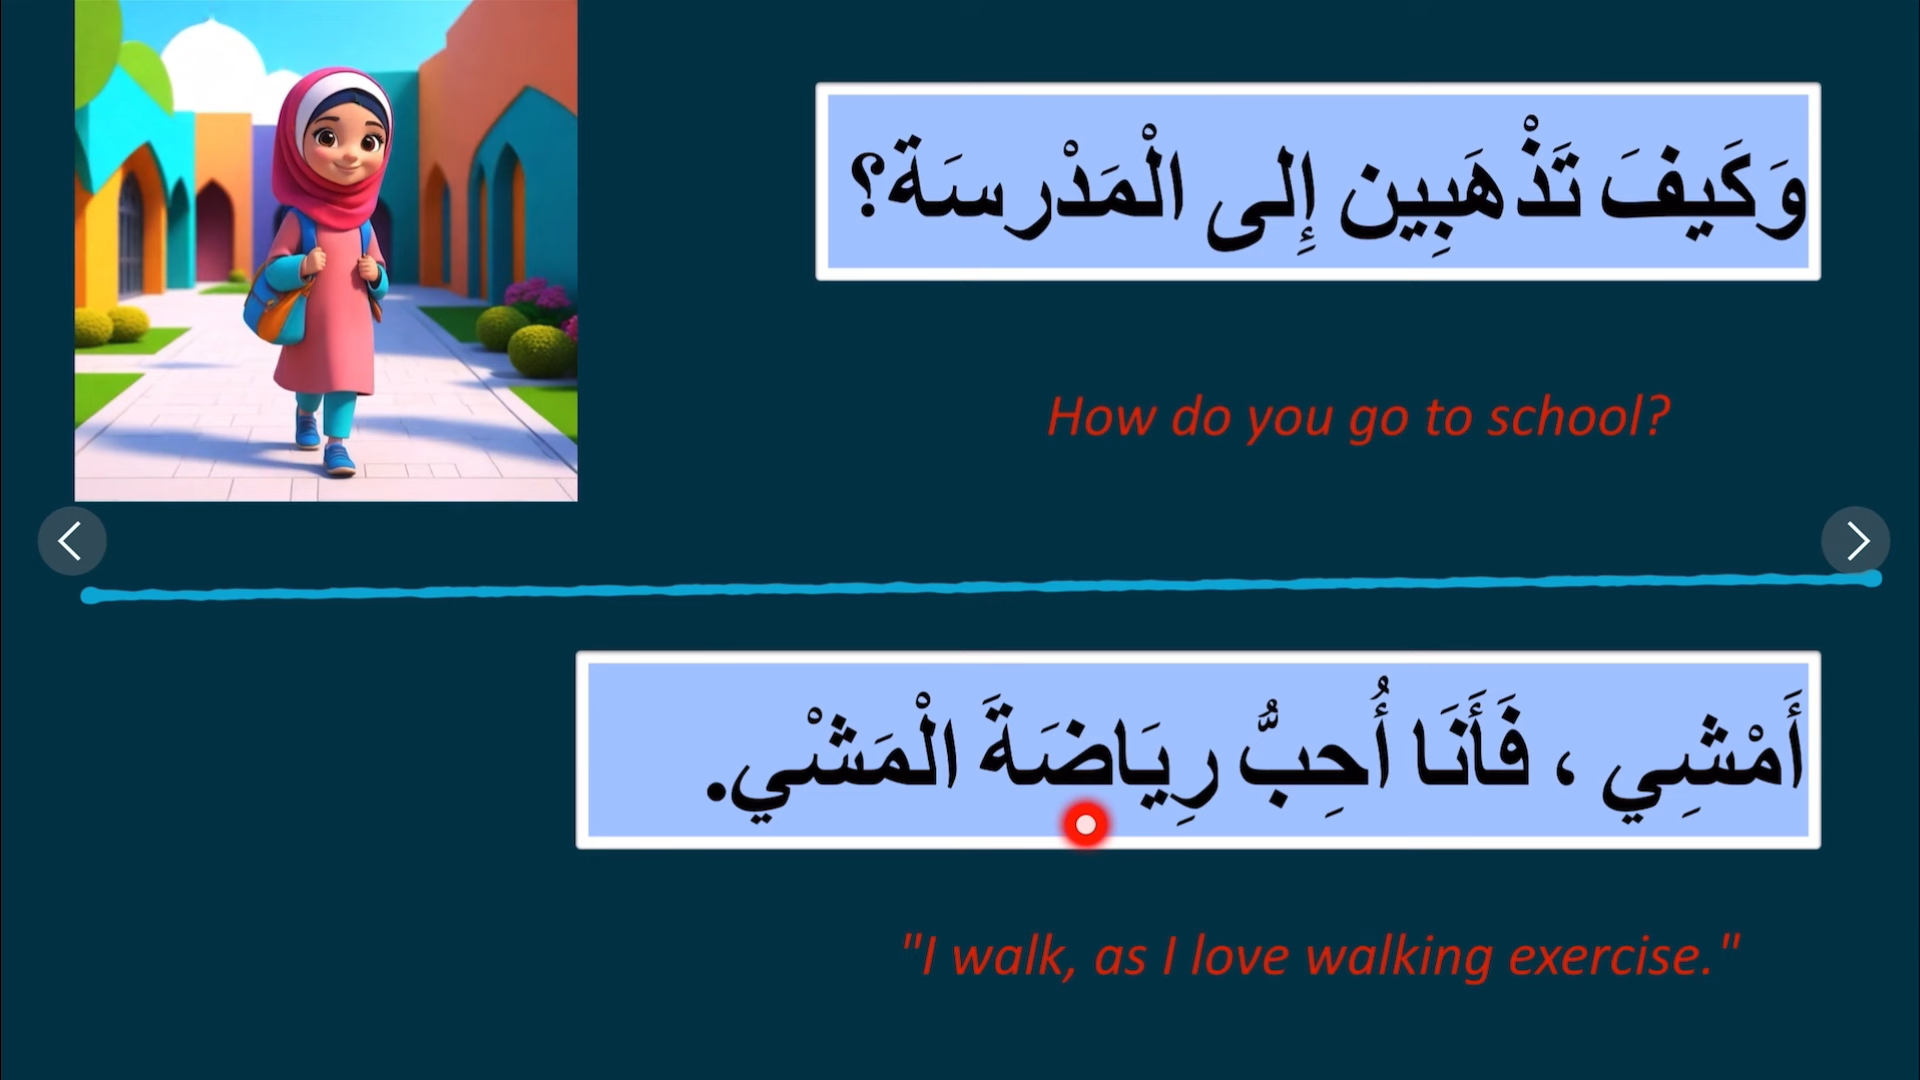 وَكَيفَ تَذْهَبِين إِلى الْمَدْرسَة؟
How do you go to school?
أَمْشِي ، فَأَنَا أُحِبُّ رِيَاضَةَ الْمَشْي.
"I walk, as I love walking exercise."